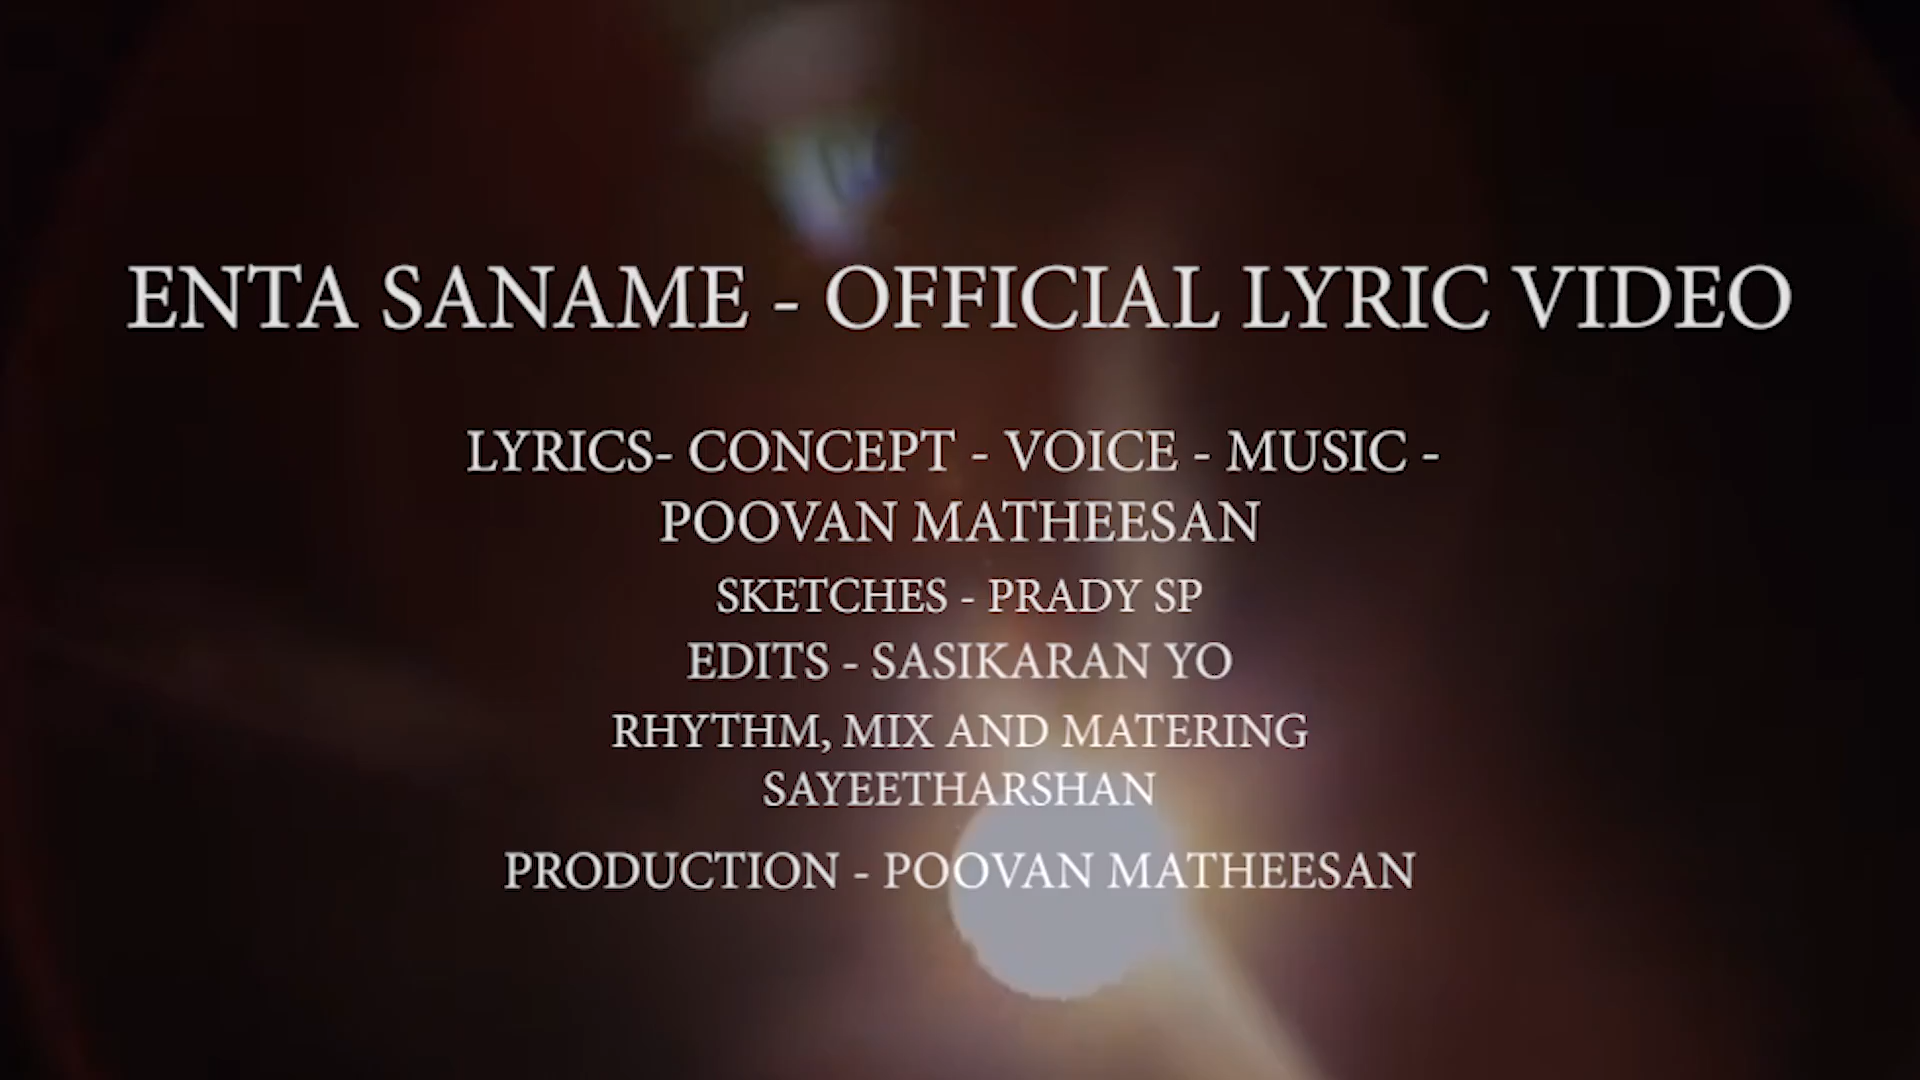 ENTA SANAME - OFFICIAL LYRIC VIDEO
LYRICS- CONCEPT - VOICE - MUSIC -
POOVAN MATHEESAN
SKETCHES - PRADY SP
EDITS - SASIKARAN YO
RHYTHM, MIX AND MATERING
SAYEETHARSHAN
PRODUCTION - POOVAN MATHEESAN